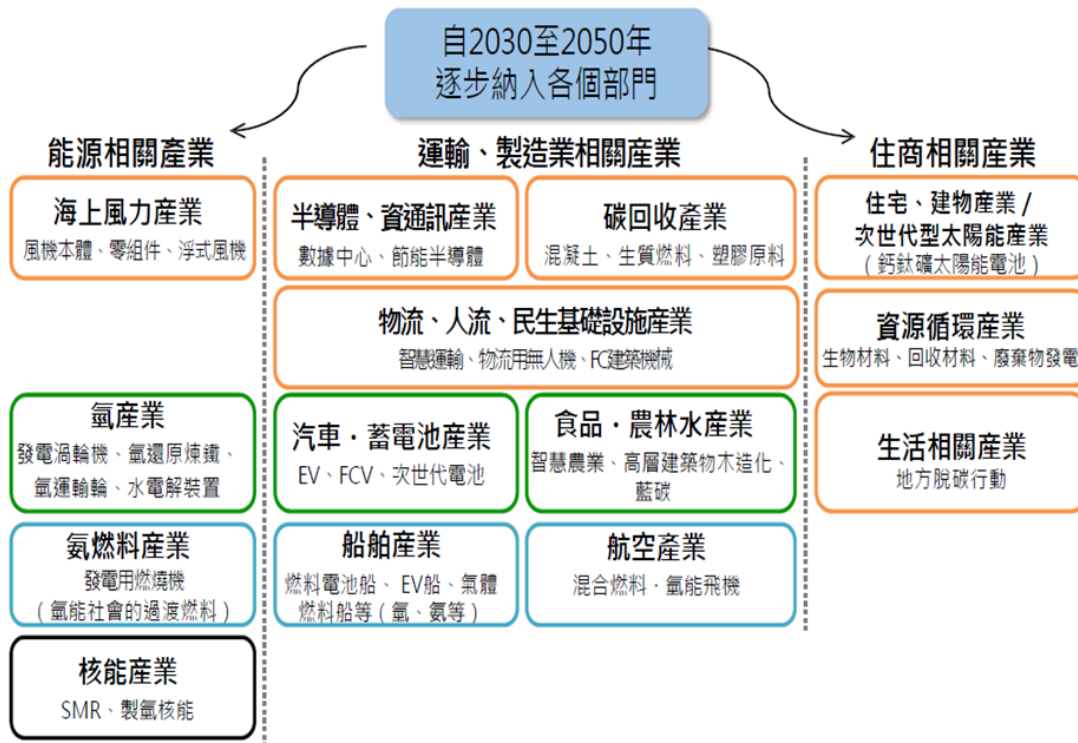 自2030至2050年
逐步納入各個部門
能源相關產業
海上風力產業
風機本體、零組件、浮式風機
氫產業
發電渦輪機、氫還原煉鐵、
氫運輸輪、水電解裝置
氨燃料產業
發電用燃燒機
（氫能社會的過渡燃料）
核能產業
SMR、製氫核能
運輸、製造業相關產業
半導體、資通訊產業
數據中心、節能半導體
碳回收產業
混凝土、生質燃料、塑膠原料
物流、人流、民生基礎設施產業
智慧運輸、物流用無人機、FC建築機械
汽車・蓄電池產業
EV、FCV、次世代電池
食品・農林水產業
智慧農業、高層建築物木造化、
藍碳
船舶產業
燃料電池船、 EV船、氣體
燃料船等（氫、氨等）
航空產業
混合燃料・氫能飛機
住商相關產業
住宅、建物產業 /
次世代型太陽能產業
（鈣鈦礦太陽能電池）
資源循環產業
生物材料、回收材料、廢棄物發電
生活相關產業
地方脫碳行動